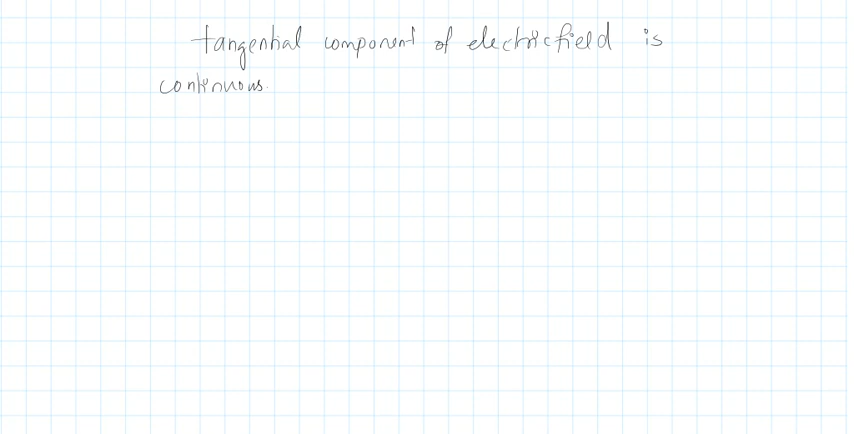 tangential component of electric field is
continuous.